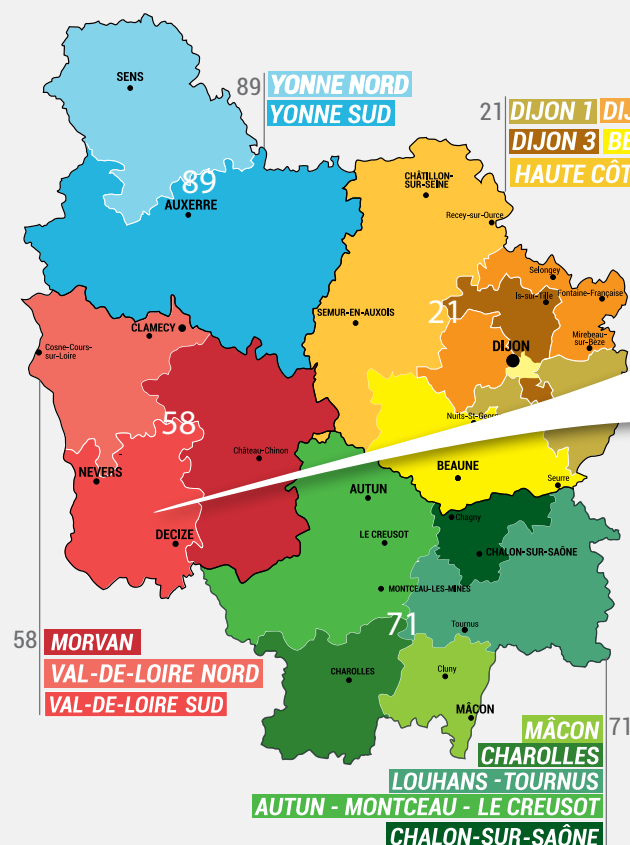 SENS
89
YONNE NORD
YONNE SUD
21
DIJON 1
DIJON 3
HAUTE
89
AUXERRE
CHÂTILLON-
SUR-SEINE
Recey-sur-Ource
Selongey
Is-sur-Tille
Fontaine-Française
21
SEMUR-EN-AUXOIS
CLAMECY
Mirebeau-
sur-Bèze
DIJON
Cosne-Cours-
sur-Loire
58
Nuits-St-Geor
Château-Chinon
NEVERS
BEAUNE
Seurre
AUTUN
Chagny
DECIZE
LE CREUSOT
CHALON-SUR-SAÔNE
MONTCEAU-LES-MINES
71
Tournus
58
MORVAN
VAL-DE-LOIRE NORD
VAL-DE-LOIRE SUD
CHAROLLES
Cluny
MÂCON
71
MÂCON
CHAROLLES
LOUHANS - TOURNUS
AUTUN - MONTCEAU - LE CREUSOT
CHALON-SUR-SAÔNE